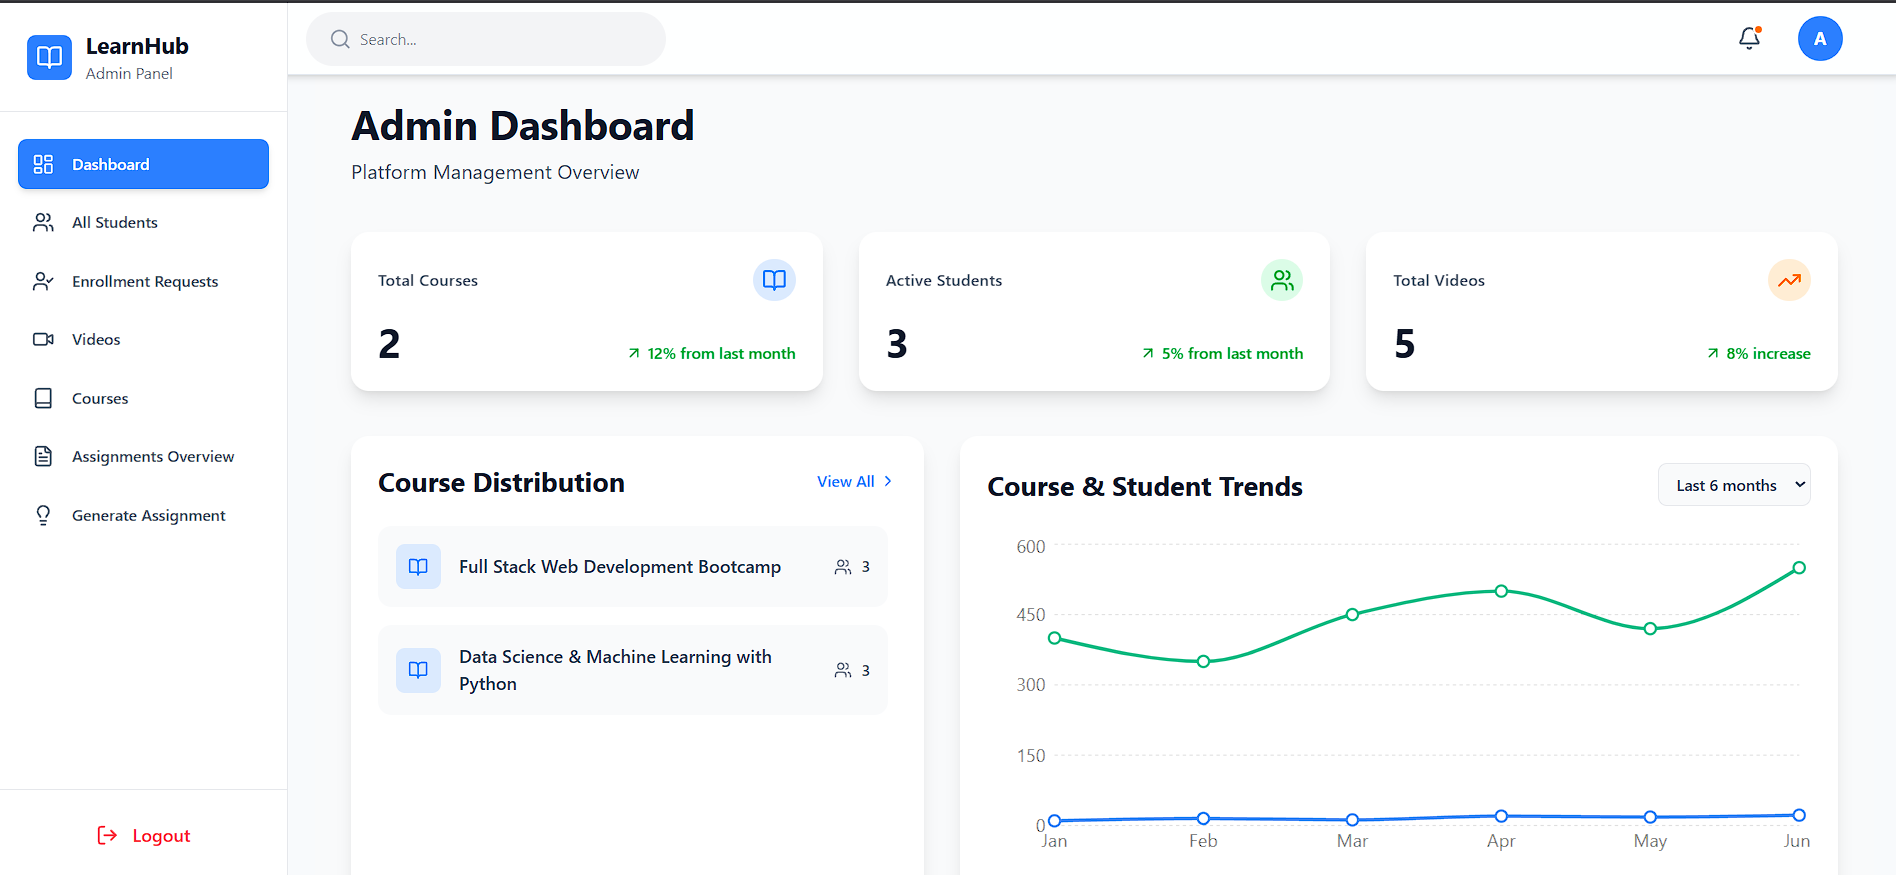 LearnHub
Admin Panel
Search...
A
Dashboard
All Students
Enrollment Requests
Videos
Courses
Assignments Overview
Generate Assignment
Logout
Admin Dashboard
Platform Management Overview
Total Courses
2
12% from last month
Active Students
3
5% from last month
Total Videos
5
8% increase
Course Distribution
View All
Full Stack Web Development Bootcamp
3
Data Science & Machine Learning with
Python
3
Course & Student Trends
Last 6 months
600
450
300
150
0
Jan Feb Mar Apr May Jun